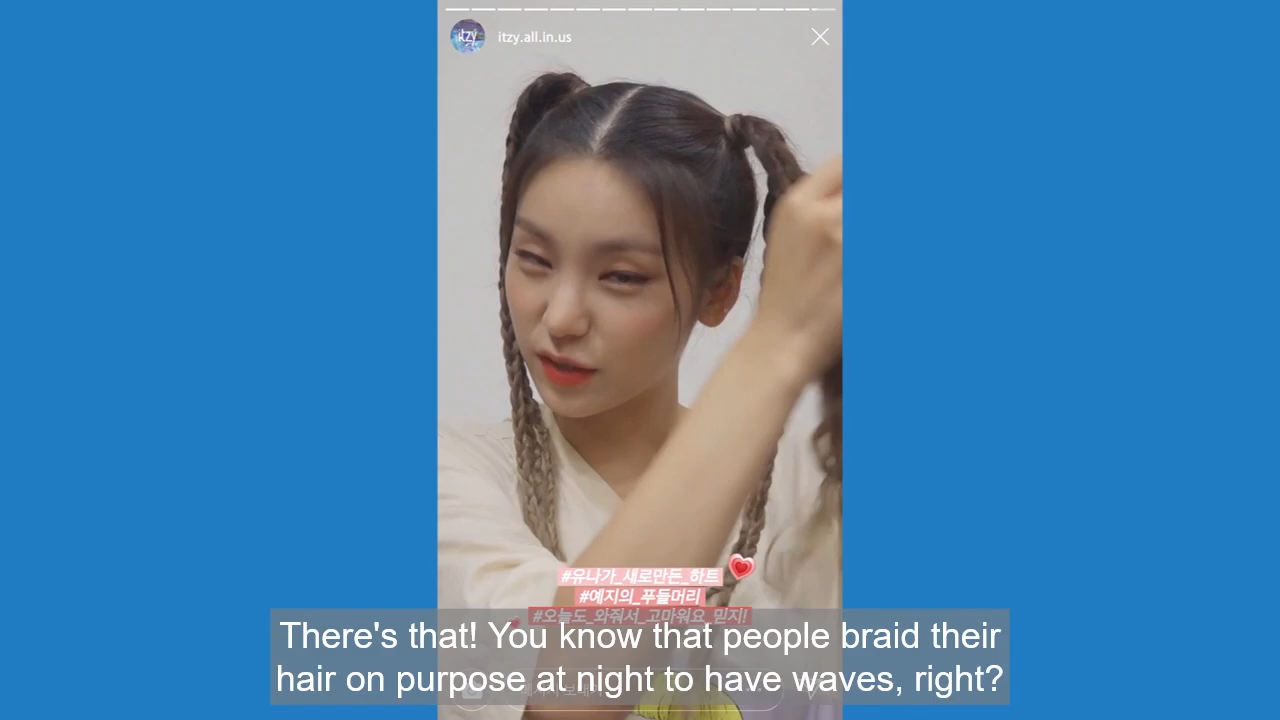 itzy
itzy.all.in.us
#유나가_새로만든_하트
#예지의_푸들머리
#오늘도_와줘서_고마워요_믿지!
There's that! You know that people braid their
hair on purpose at night to have waves, right?